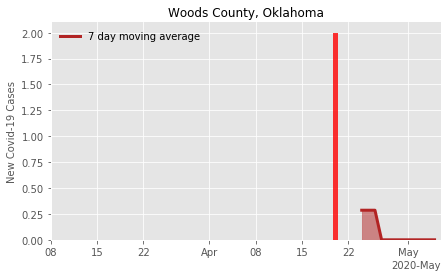 Woods County, Oklahoma
7 day moving average
New Covid-19 Cases
2.00
1.75
1.50
1.25
1.00
0.75
0.50
0.25
0.00
08 15 22 Apr 08 15 22 May
2020-May